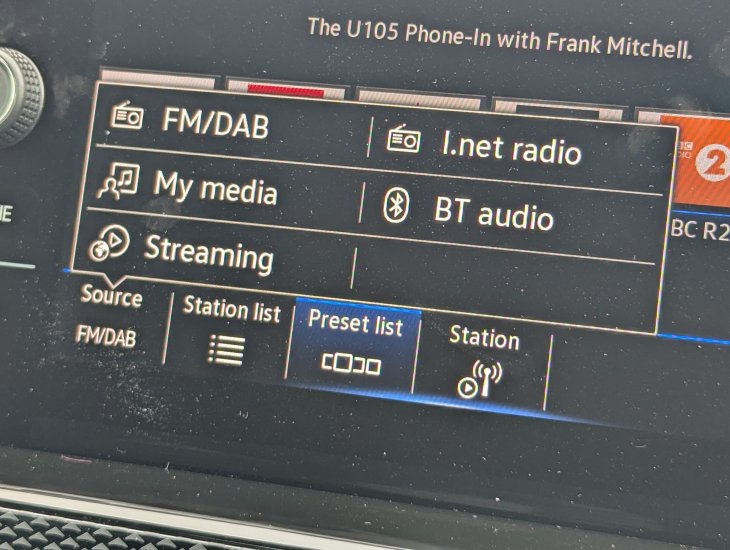 The U105 Phone-In with Frank Mitchell.
FM/DAB
I.net radio
My media
BT audio
Streaming
2
BC R2
Source
FM/DAB
Station list
Preset list
Station